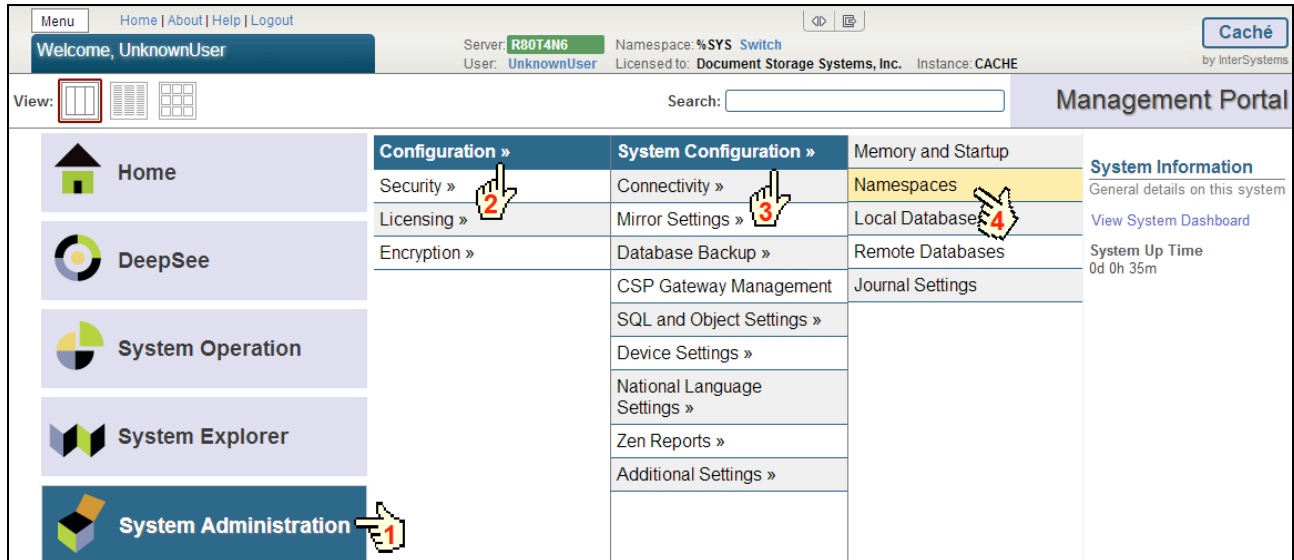 Menu
Home | About | Help | Logout
Welcome, UnknownUser
Server: R80T4N6
Namespace: %SYS Switch
User: UnknownUser
Licensed to: Document Storage Systems, Inc. Instance: CACHE
Caché
by InterSystems
View:
Search:
Management Portal
Home
DeepSee
System Operation
System Explorer
System Administration
1
Configuration »
Security »
2
Licensing »
Encryption »
System Configuration »
Connectivity »
Mirror Settings »
3
Database Backup »
CSP Gateway Management
SQL and Object Settings »
Device Settings »
National Language
Settings »
Zen Reports »
Additional Settings »
Memory and Startup
Namespaces
Local Databases
4
Remote Databases
Journal Settings
System Information
General details on this system
View System Dashboard
System Up Time
0d 0h 35m